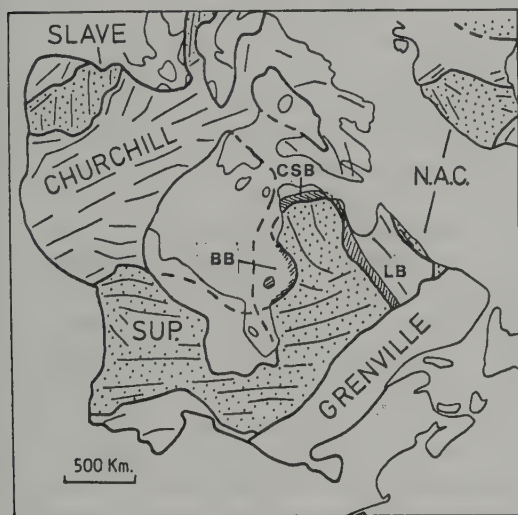 SLAVE
CHURCHILL
CSB
N.A.C.
BB
LB
SUP.
GRENVILLE
500 Km.